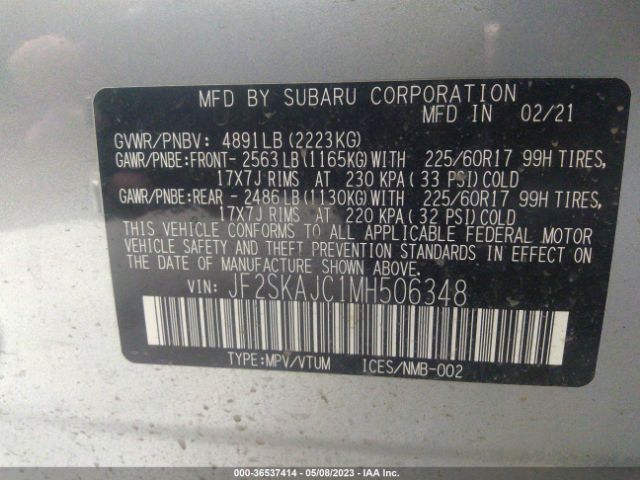 MFD BY SUBARU CORPORATION
MFD IN 02/21
GVWR/PNBV: 4891LB(2223KG)
GAWR/PNBE:FRONT- 2563LB(1165KG)WITH 225/60R17 99H TIRES,
17X7J RIMS AT 230 KPA( 33 PSI)COLD
GAWR/PNBE:REAR - 2486LB(1130KG)WITH 225/60R17 99H TIRES,
17X7J RIMS AT 220 KPA( 32 PSI)COLD
THIS VEHICLE CONFORMS TO ALL APPLICABLE FEDERAL MOTOR
VEHICLE SAFETY AND THEFT PREVENTION STANDARDS IN EFFECT ON
THE DATE OF MANUFACTURE SHOWN ABOVE.
VIN: JF2SKAJC1MH506348
TYPE:MPV/VTUM ICES/NMB-002
000-36537414 - 05/08/2023 - IAA Inc.